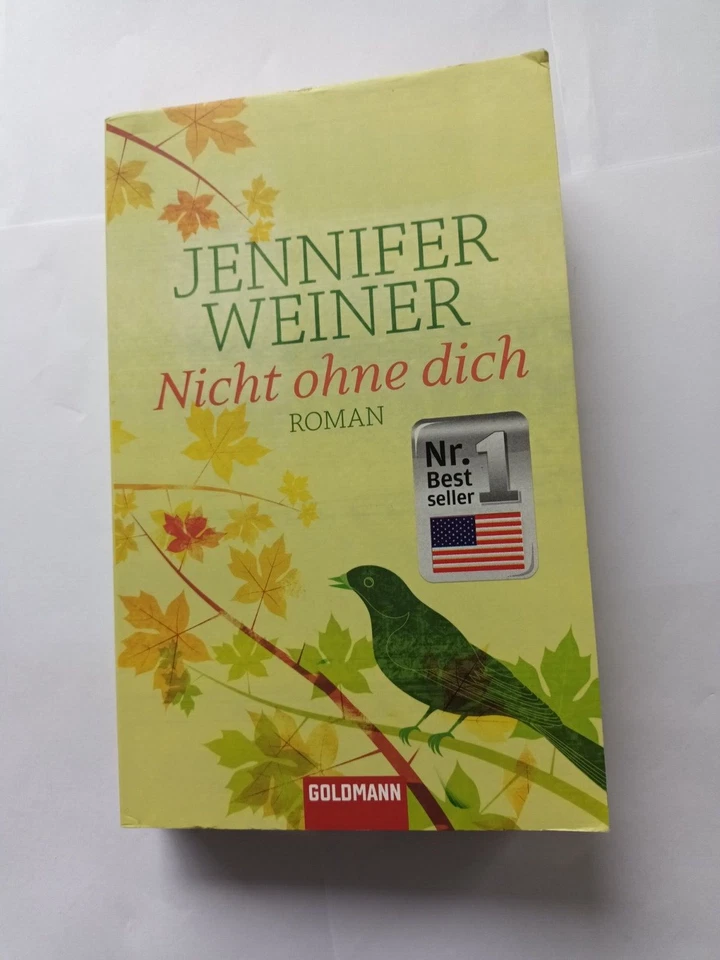 JENNIFER
WEINER
Nicht ohne dich
ROMAN
Nr. 1
Best
seller
GOLDMANN